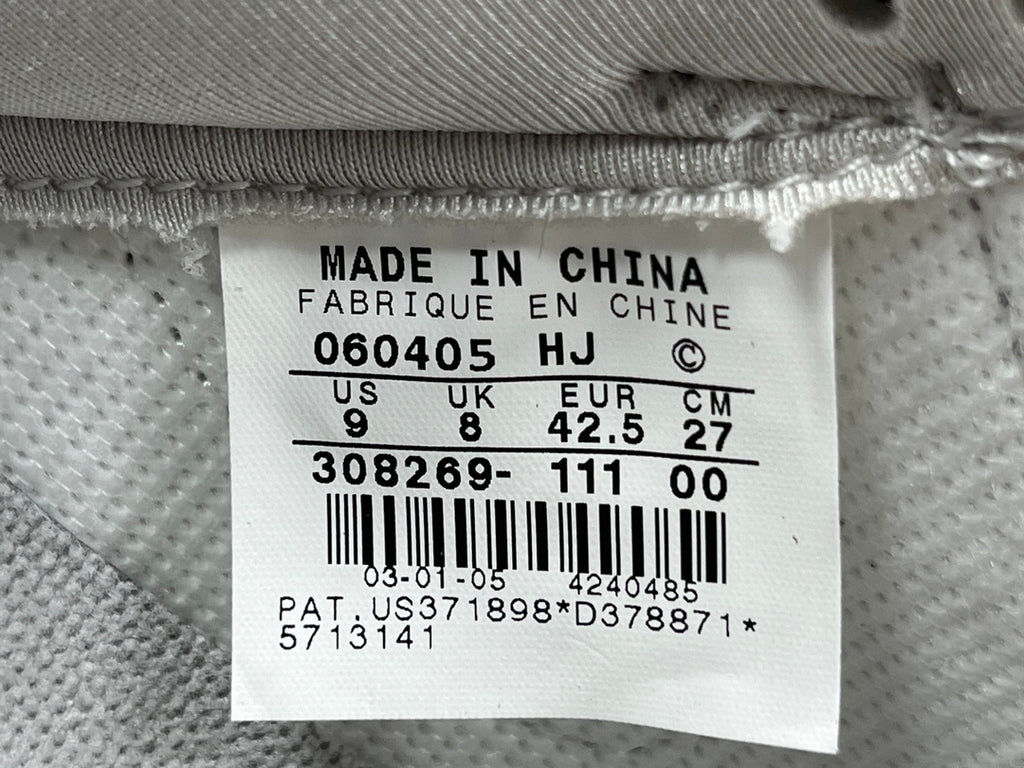 MADE IN CHINA
FABRIQUE EN CHINE
060405 HJ ©
US UK EUR CM
9 8 42.5 27
308269- 111 00
03-01-05 4240485
PAT.US371898*D378871*
5713141